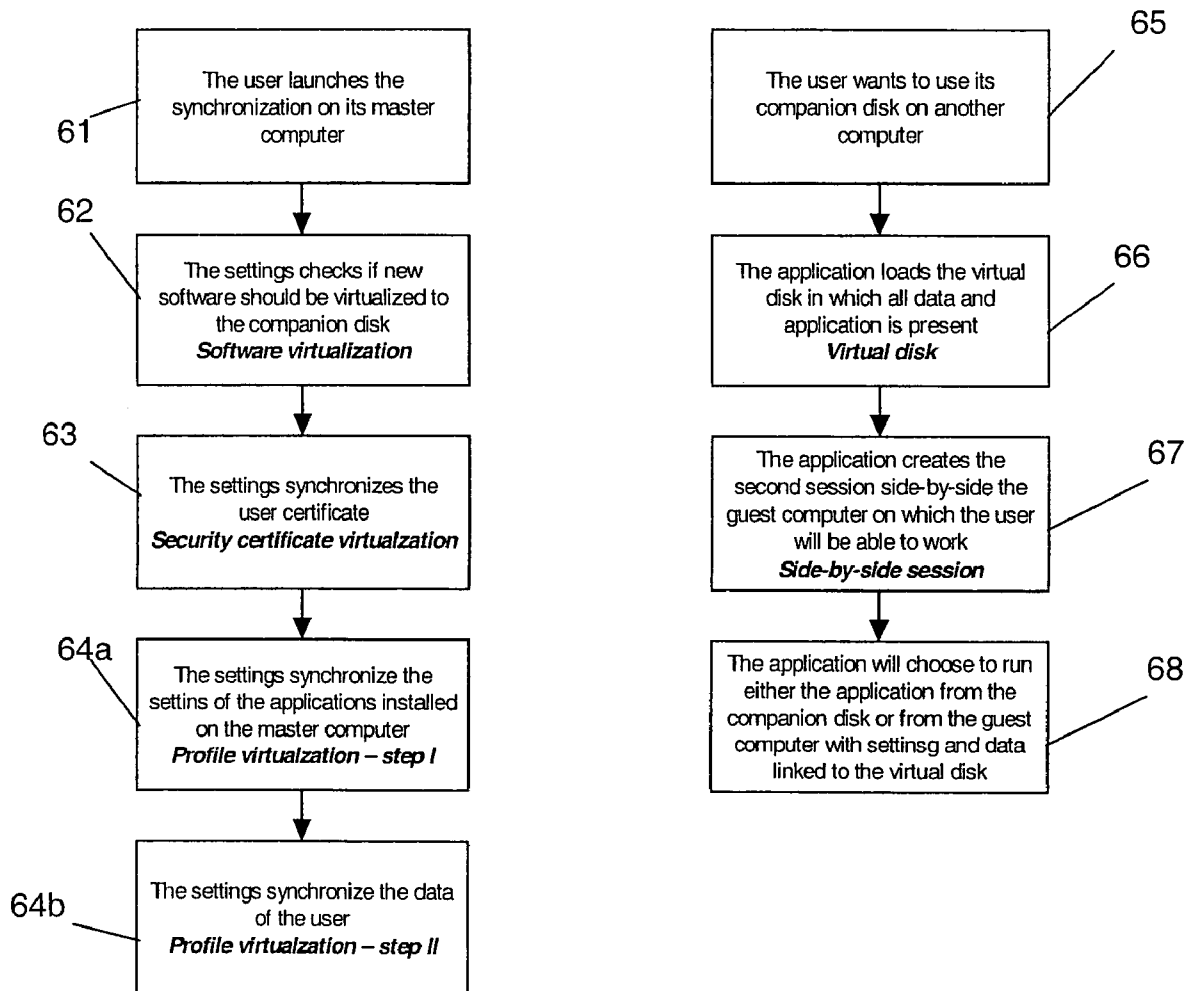 61
The user launches the
synchronization on its master
computer
62
The settings checks if new
software should be virtualized to
the companion disk
Software virtualization
63
The settings synchronizes the
user certificate
Security certificate virtualzation
64a
The settings synchronize the
settins of the applications installed
on the master computer
Profile virtualzation – step I
64b
The settings synchronize the data
of the user
Profile virtualzation – step II
65
The user wants to use its
companion disk on another
computer
66
The application loads the virtual
disk in which all data and
application is present
Virtual disk
67
The application creates the
second session side-by-side the
guest computer on which the user
will be able to work
Side-by-side session
68
The application will choose to run
either the application from the
companion disk or from the guest
computer with settinsg and data
linked to the virtual disk